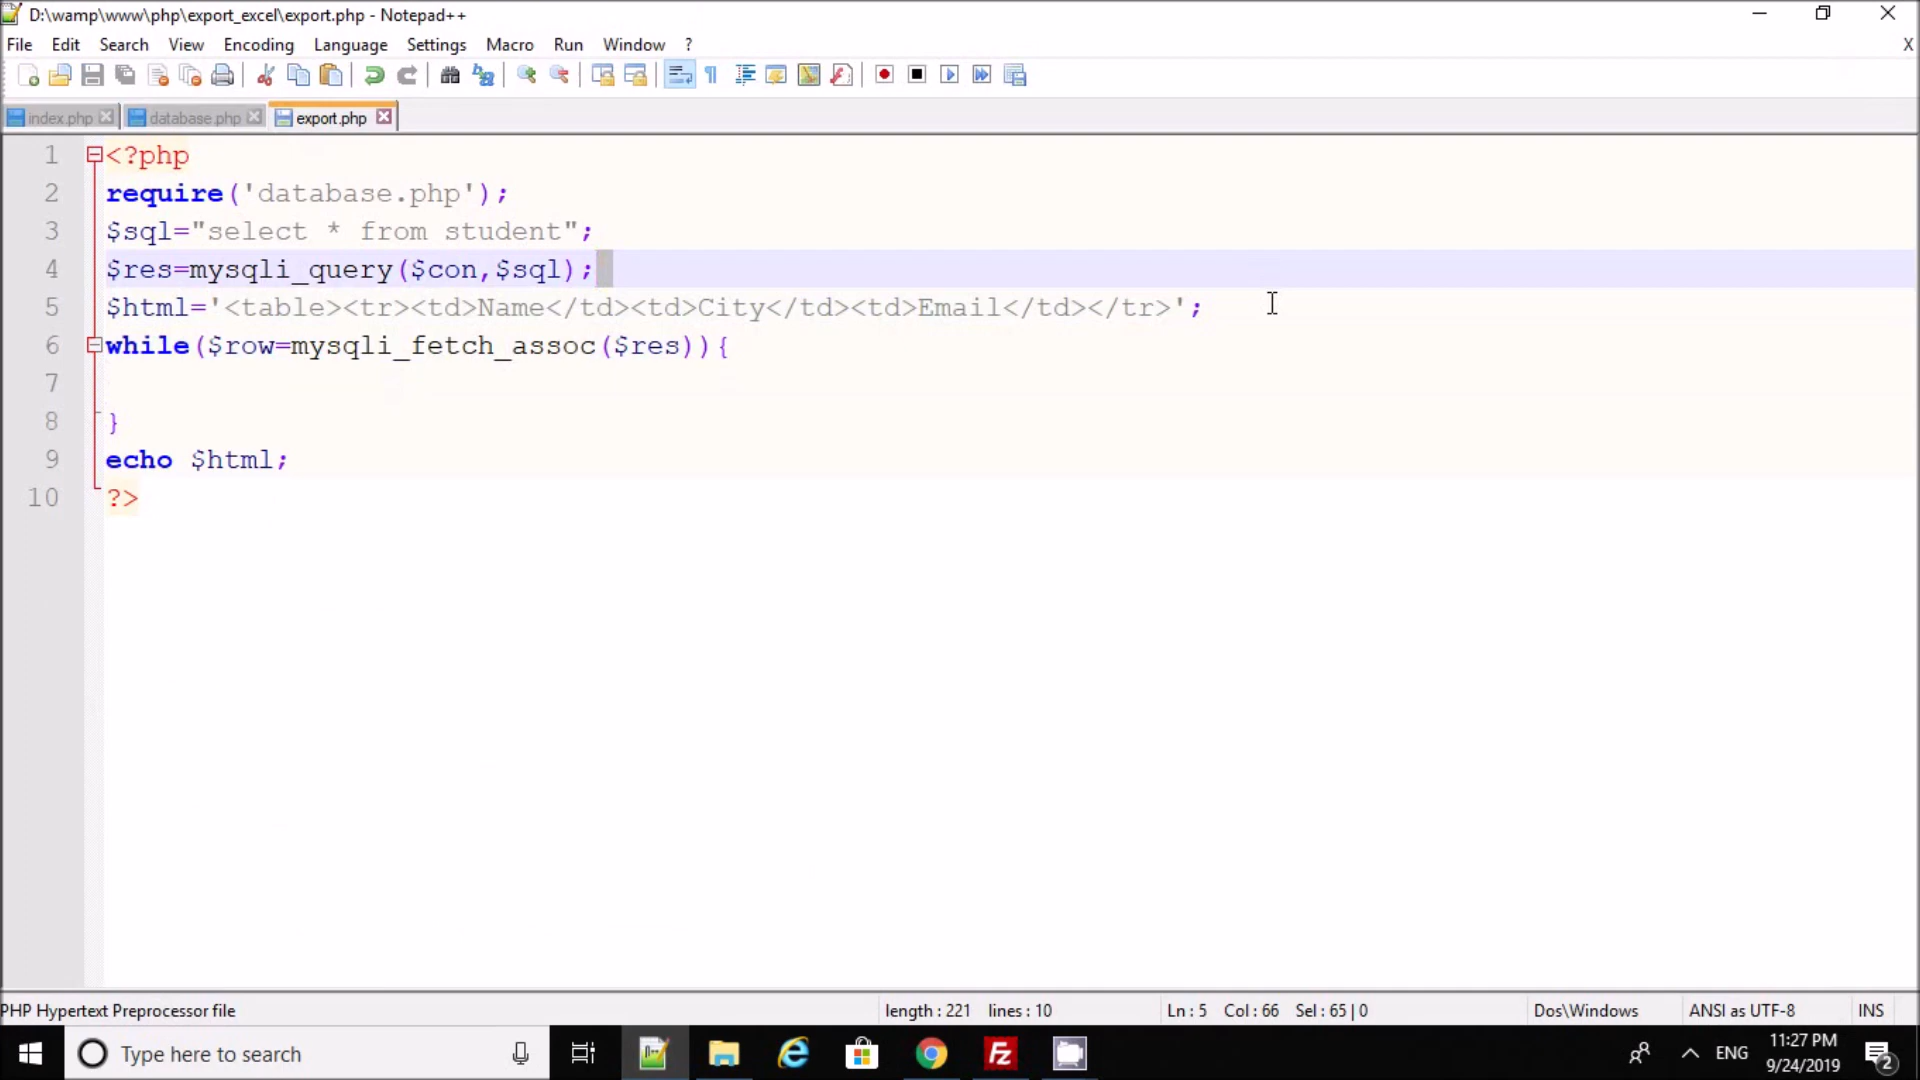 D:\wamp\www\php\export_excel\export.php - Notepad++
File Edit Search View Encoding Language Settings Macro Run Window ? X
index.php database.php export.php
1 <?php
2 require('database.php');
3 $sql="select * from student";
4 $res=mysqli_query($con,$sql);
5 $html='<table><tr><td>Name</td><td>City</td><td>Email</td></tr>';
6 while($row=mysqli_fetch_assoc($res)){
7
8 }
9 echo $html;
10 ?>
PHP Hypertext Preprocessor file length : 221 lines : 10 Ln : 5 Col : 66 Sel : 65 | 0 Dos\Windows ANSI as UTF-8 INS
Type here to search ENG 11:27 PM
9/24/2019 2